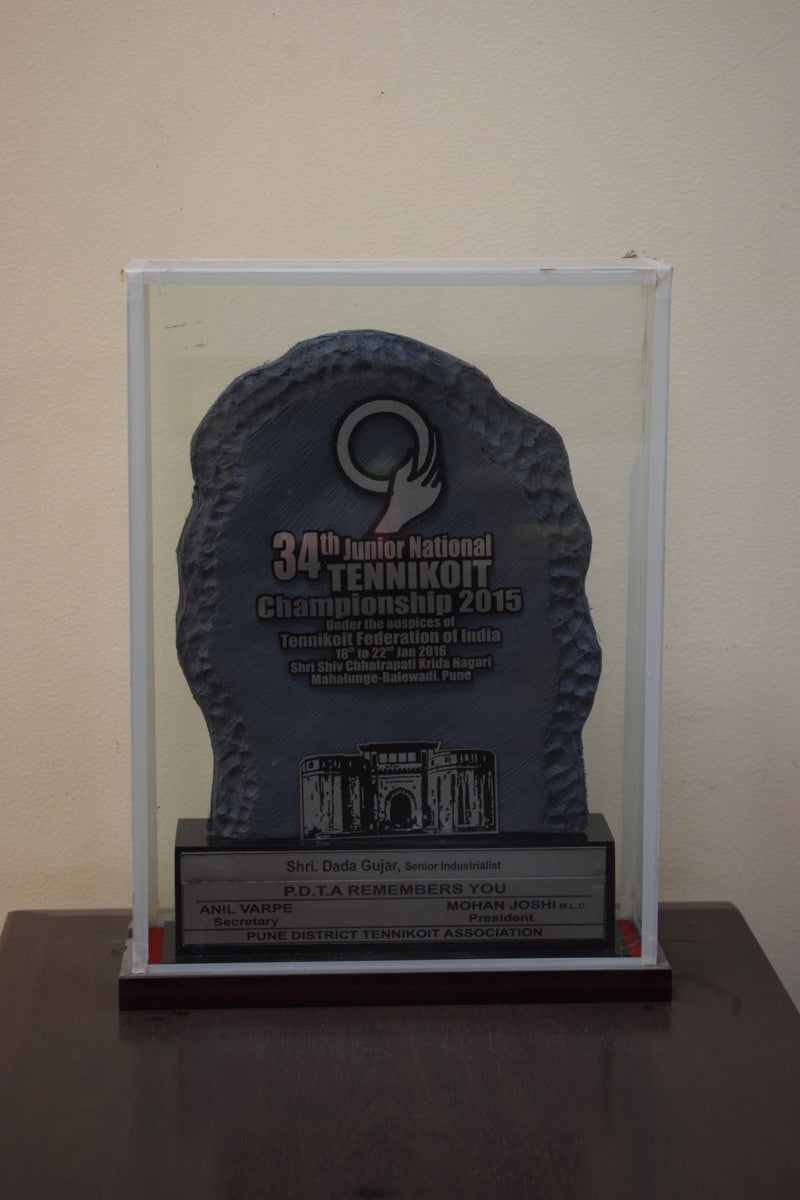 34th Junior National
TENNIKOIT
Championship 2015
Under the auspices of
Tennikoit Federation of India
18th to 22nd Jan 2016
Shri Shiv Chhatrapati Krida Nagari
Mahalunge-Balewadi. Pune
Shri. Dada Gujar, Senior Industrialist
P.D.T.A REMEMBERS YOU
ANIL VARPE MOHAN JOSHI M.L.C.
Secretary President
PUNE DISTRICT TENNIKOIT ASSOCIATION